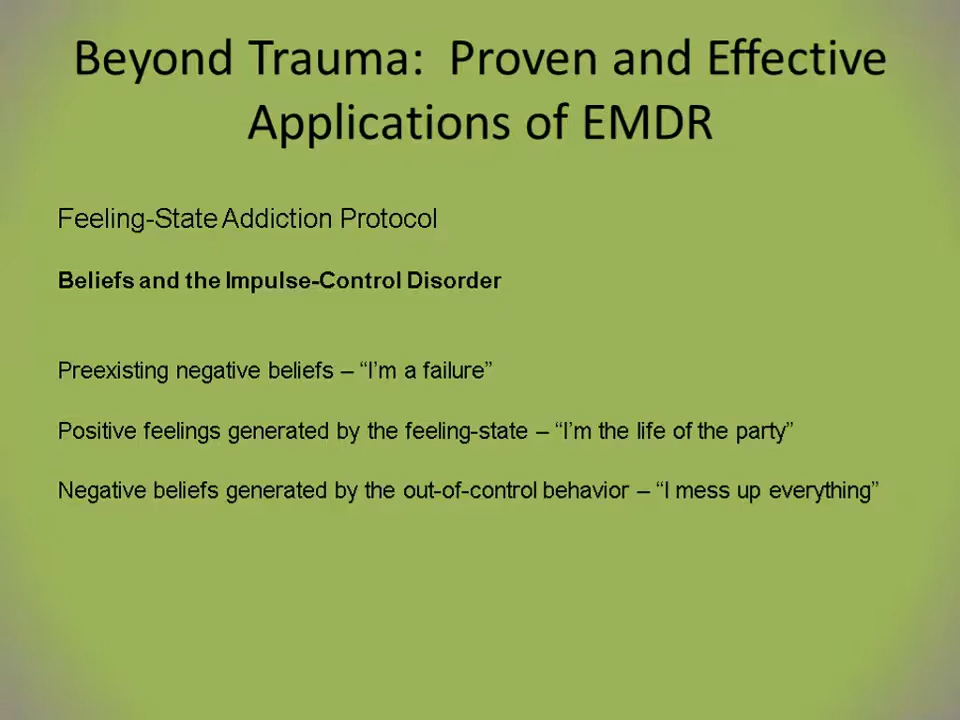 Beyond Trauma:  Proven and Effective
Applications of EMDR
Feeling-State Addiction Protocol
Beliefs and the Impulse-Control Disorder
Preexisting negative beliefs – “I’m a failure”
Positive feelings generated by the feeling-state – “I’m the life of the party”
Negative beliefs generated by the out-of-control behavior – “I mess up everything”